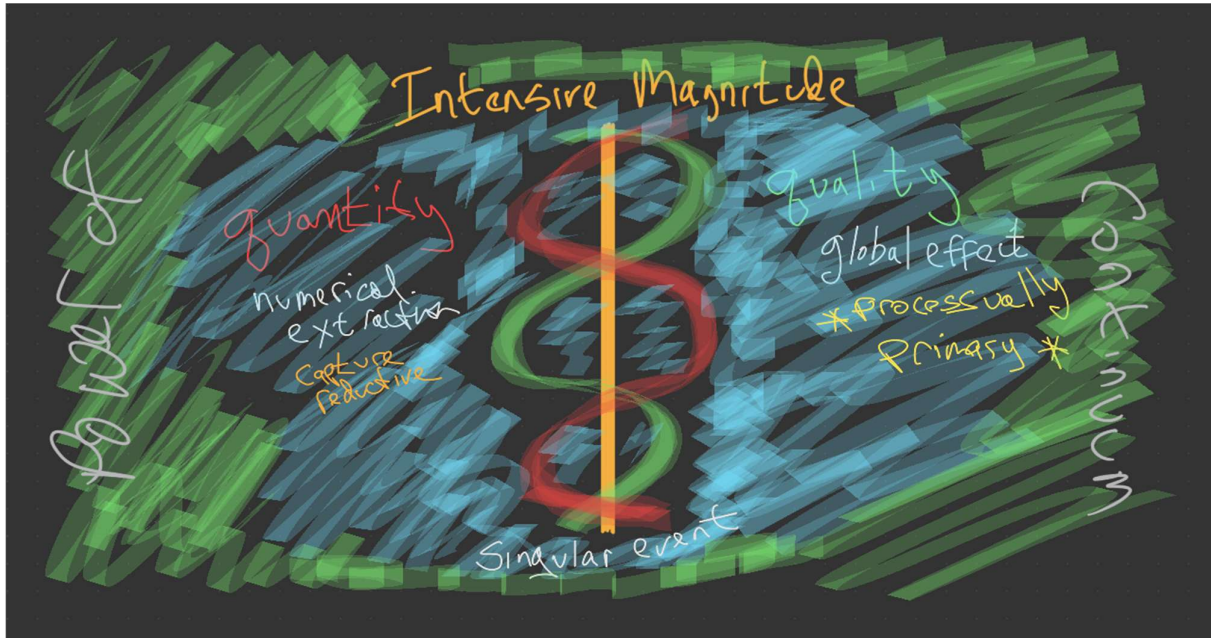 Intensive Magnitude
Power of
quantity
numerical
extraction
capture
reductive
quality
global effect
*processually
primary *
Continuum
Singular event